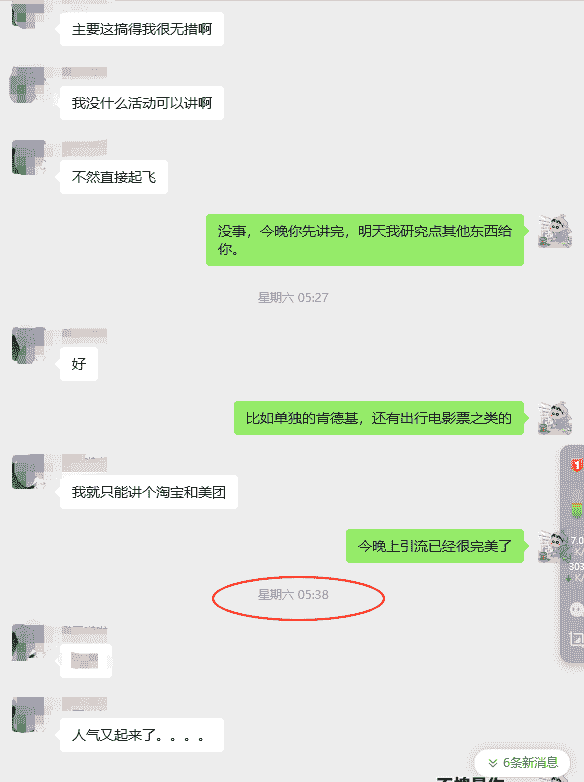 主要这搞得我很无措啊
我没什么活动可以讲啊
不然直接起飞
没事，今晚你先讲完，明天我研究点其他东西给
你。
星期六 05:27
好
比如单独的肯德基，还有出行电影票之类的
我就只能讲个淘宝和美团
今晚上引流已经很完美了
星期六 05:38
人气又起来了。。。。
6条新消息